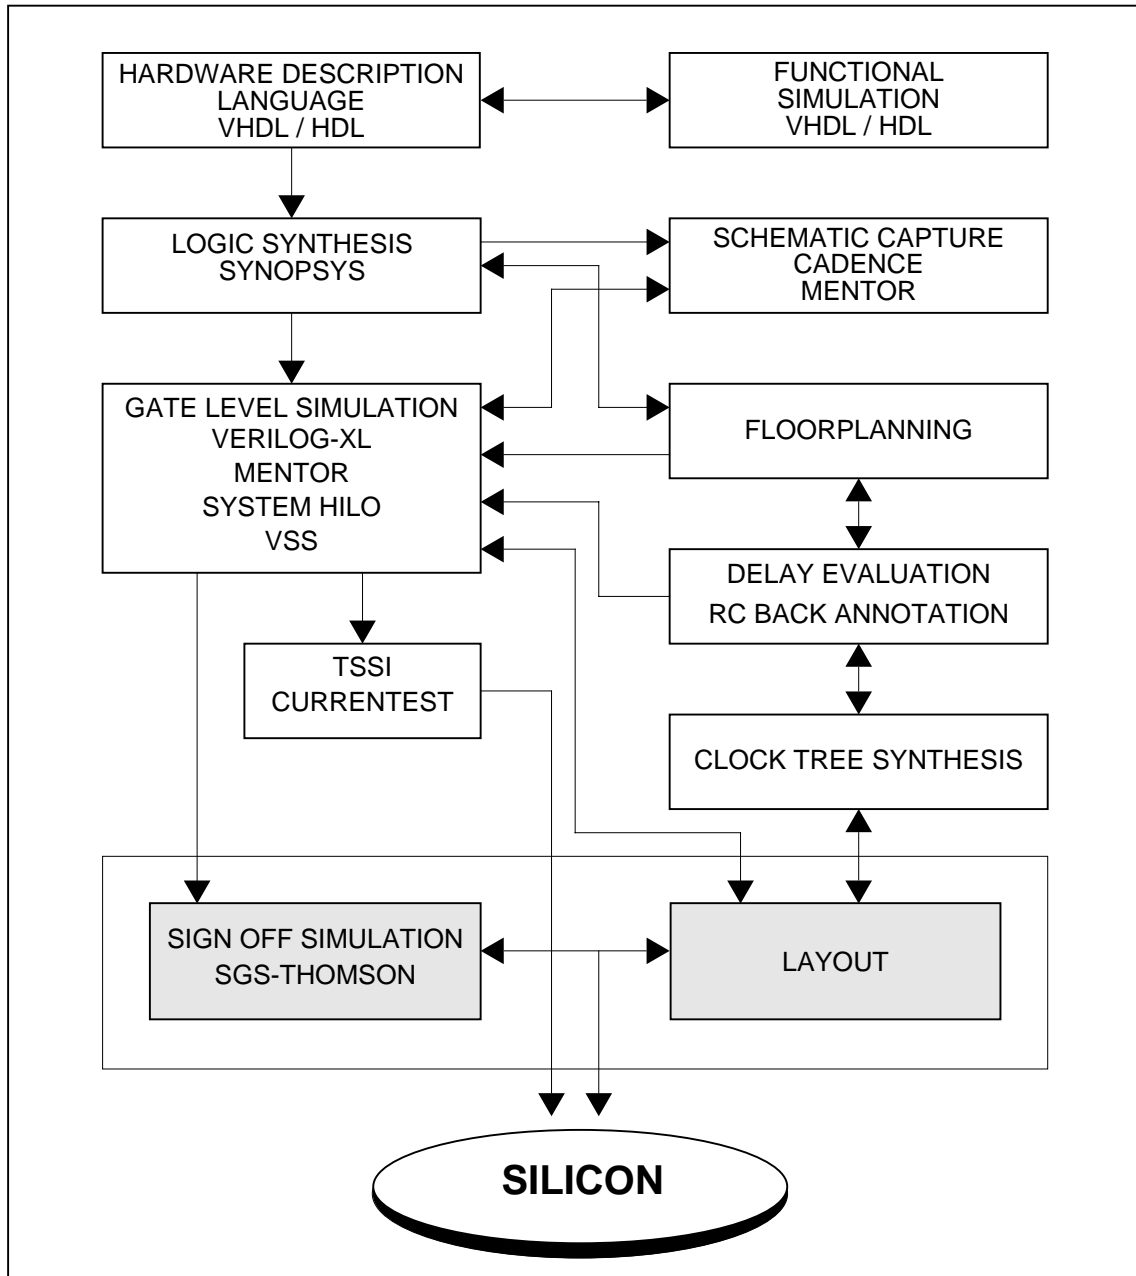 HARDWARE DESCRIPTION
LANGUAGE
VHDL / HDL
FUNCTIONAL
SIMULATION
VHDL / HDL
LOGIC SYNTHESIS
SYNOPSYS
SCHEMATIC CAPTURE
CADENCE
MENTOR
GATE LEVEL SIMULATION
VERILOG-XL
MENTOR
SYSTEM HILO
VSS
FLOORPLANNING
DELAY EVALUATION
RC BACK ANNOTATION
TSSI
CURRENTEST
CLOCK TREE SYNTHESIS
SIGN OFF SIMULATION
SGS-THOMSON
LAYOUT
SILICON